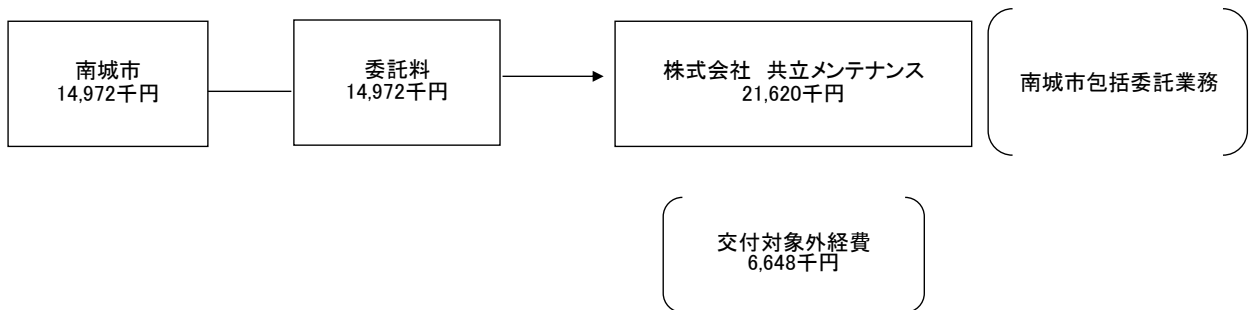 南城市
14,972千円
委託料
14,972千円
株式会社 共立メンテナンス
21,620千円
南城市包括委託業務
交付対象外経費
6,648千円